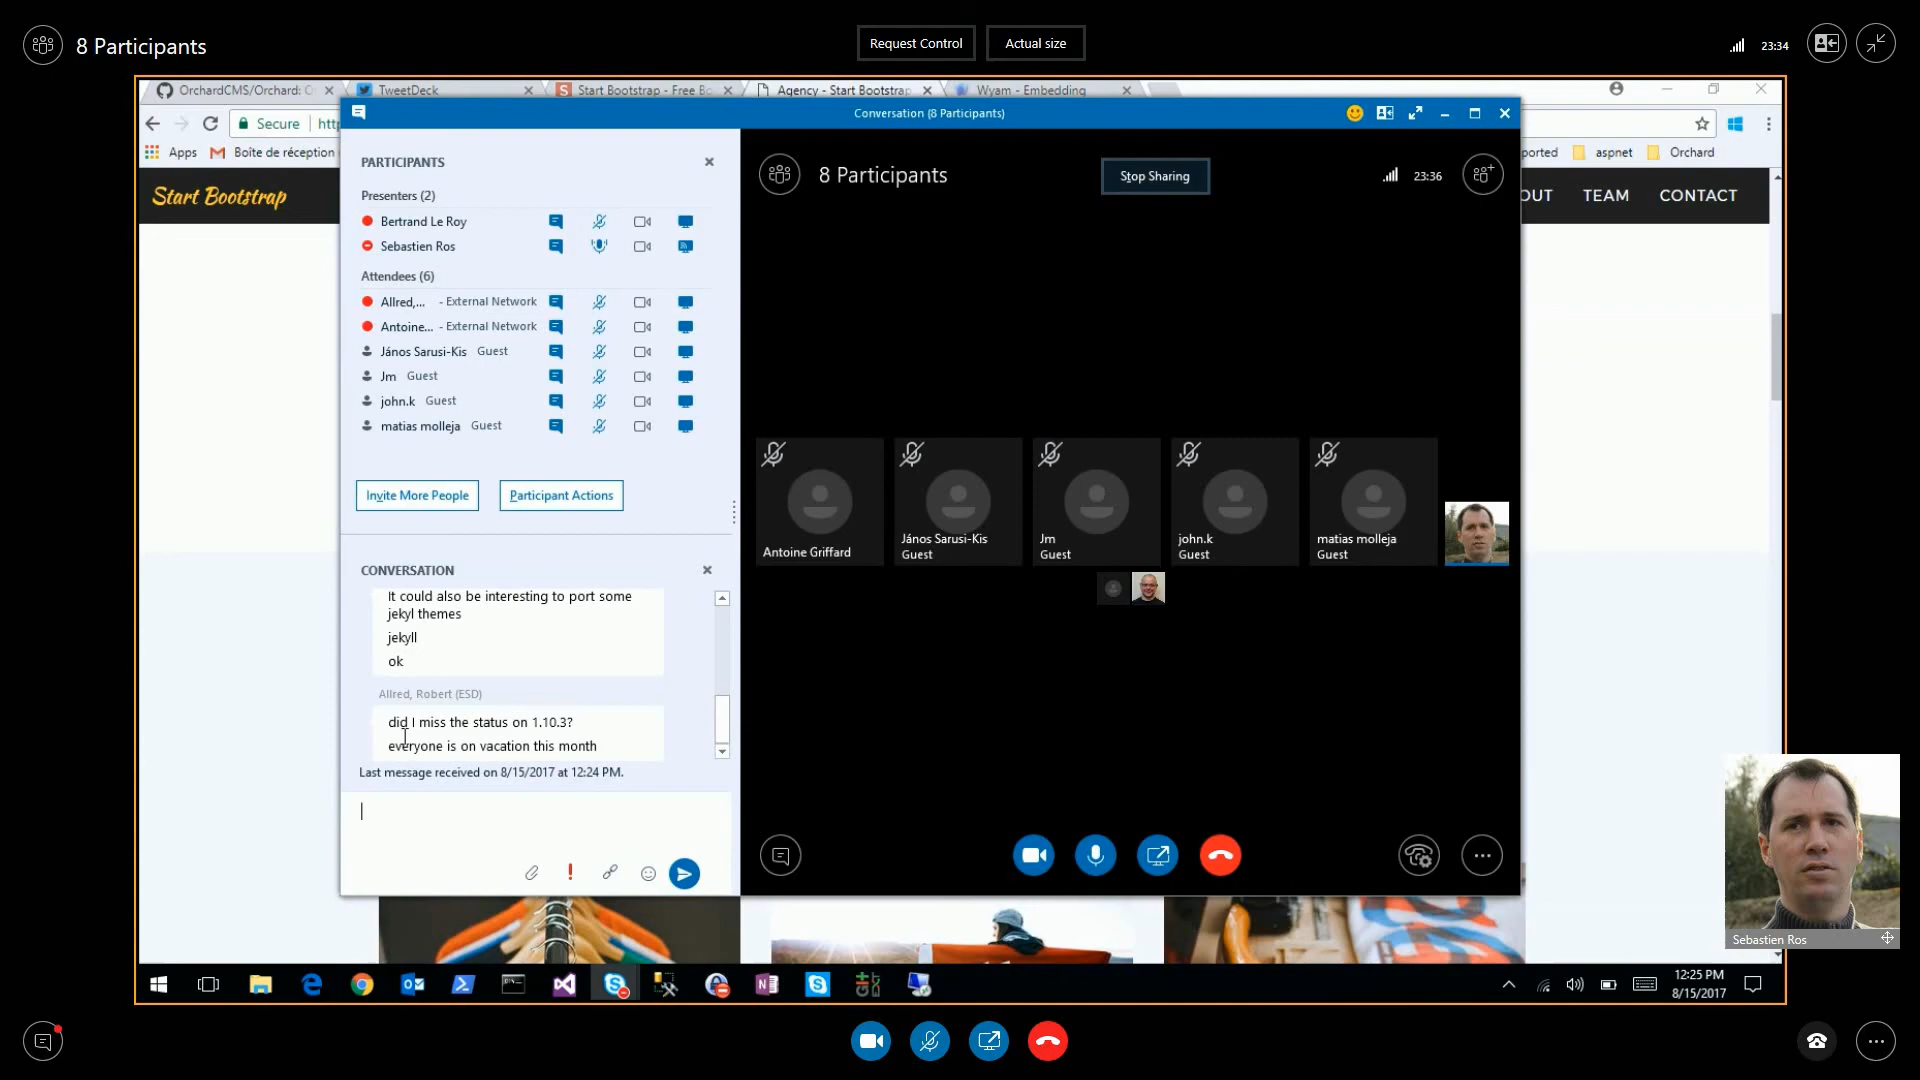 8 Participants
Request Control
Actual size
23:34
OrchardCMS/Orchard: O
TweetDeck
Start Bootstrap - Free Bo
Agency - Start Bootstrap
Wyam - Embedding
Conversation (8 Participants)
Secure
Apps
Boîte de réception
ported
aspnet
Orchard
Start Bootstrap
OUT
TEAM
CONTACT
PARTICIPANTS
Presenters (2)
Bertrand Le Roy
Sebastien Ros
Attendees (6)
Allred,... - External Network
Antoine... - External Network
János Sarusi-Kis Guest
Jm Guest
john.k Guest
matias molleja Guest
Invite More People
Participant Actions
CONVERSATION
It could also be interesting to port some
jekyl themes
jekyll
ok
Allred, Robert (ESD)
did I miss the status on 1.10.3?
everyone is on vacation this month
Last message received on 8/15/2017 at 12:24 PM.
8 Participants
Stop Sharing
23:36
Antoine Griffard
János Sarusi-Kis
Guest
Jm
Guest
john.k
Guest
matias molleja
Guest
Sebastien Ros
12:25 PM
8/15/2017